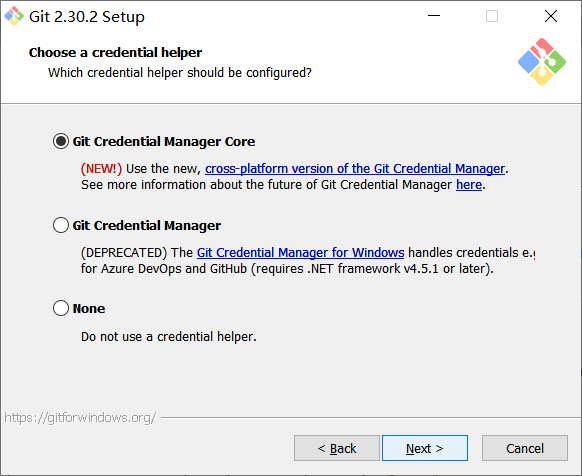 Git 2.30.2 Setup
Choose a credential helper
Which credential helper should be configured?
Git Credential Manager Core
(NEW!) Use the new, cross-platform version of the Git Credential Manager.
See more information about the future of Git Credential Manager here.
Git Credential Manager
(DEPRECATED) The Git Credential Manager for Windows handles credentials e.g
for Azure DevOps and GitHub (requires .NET framework v4.5.1 or later).
None
Do not use a credential helper.
https://gitforwindows.org/
< Back
Next >
Cancel